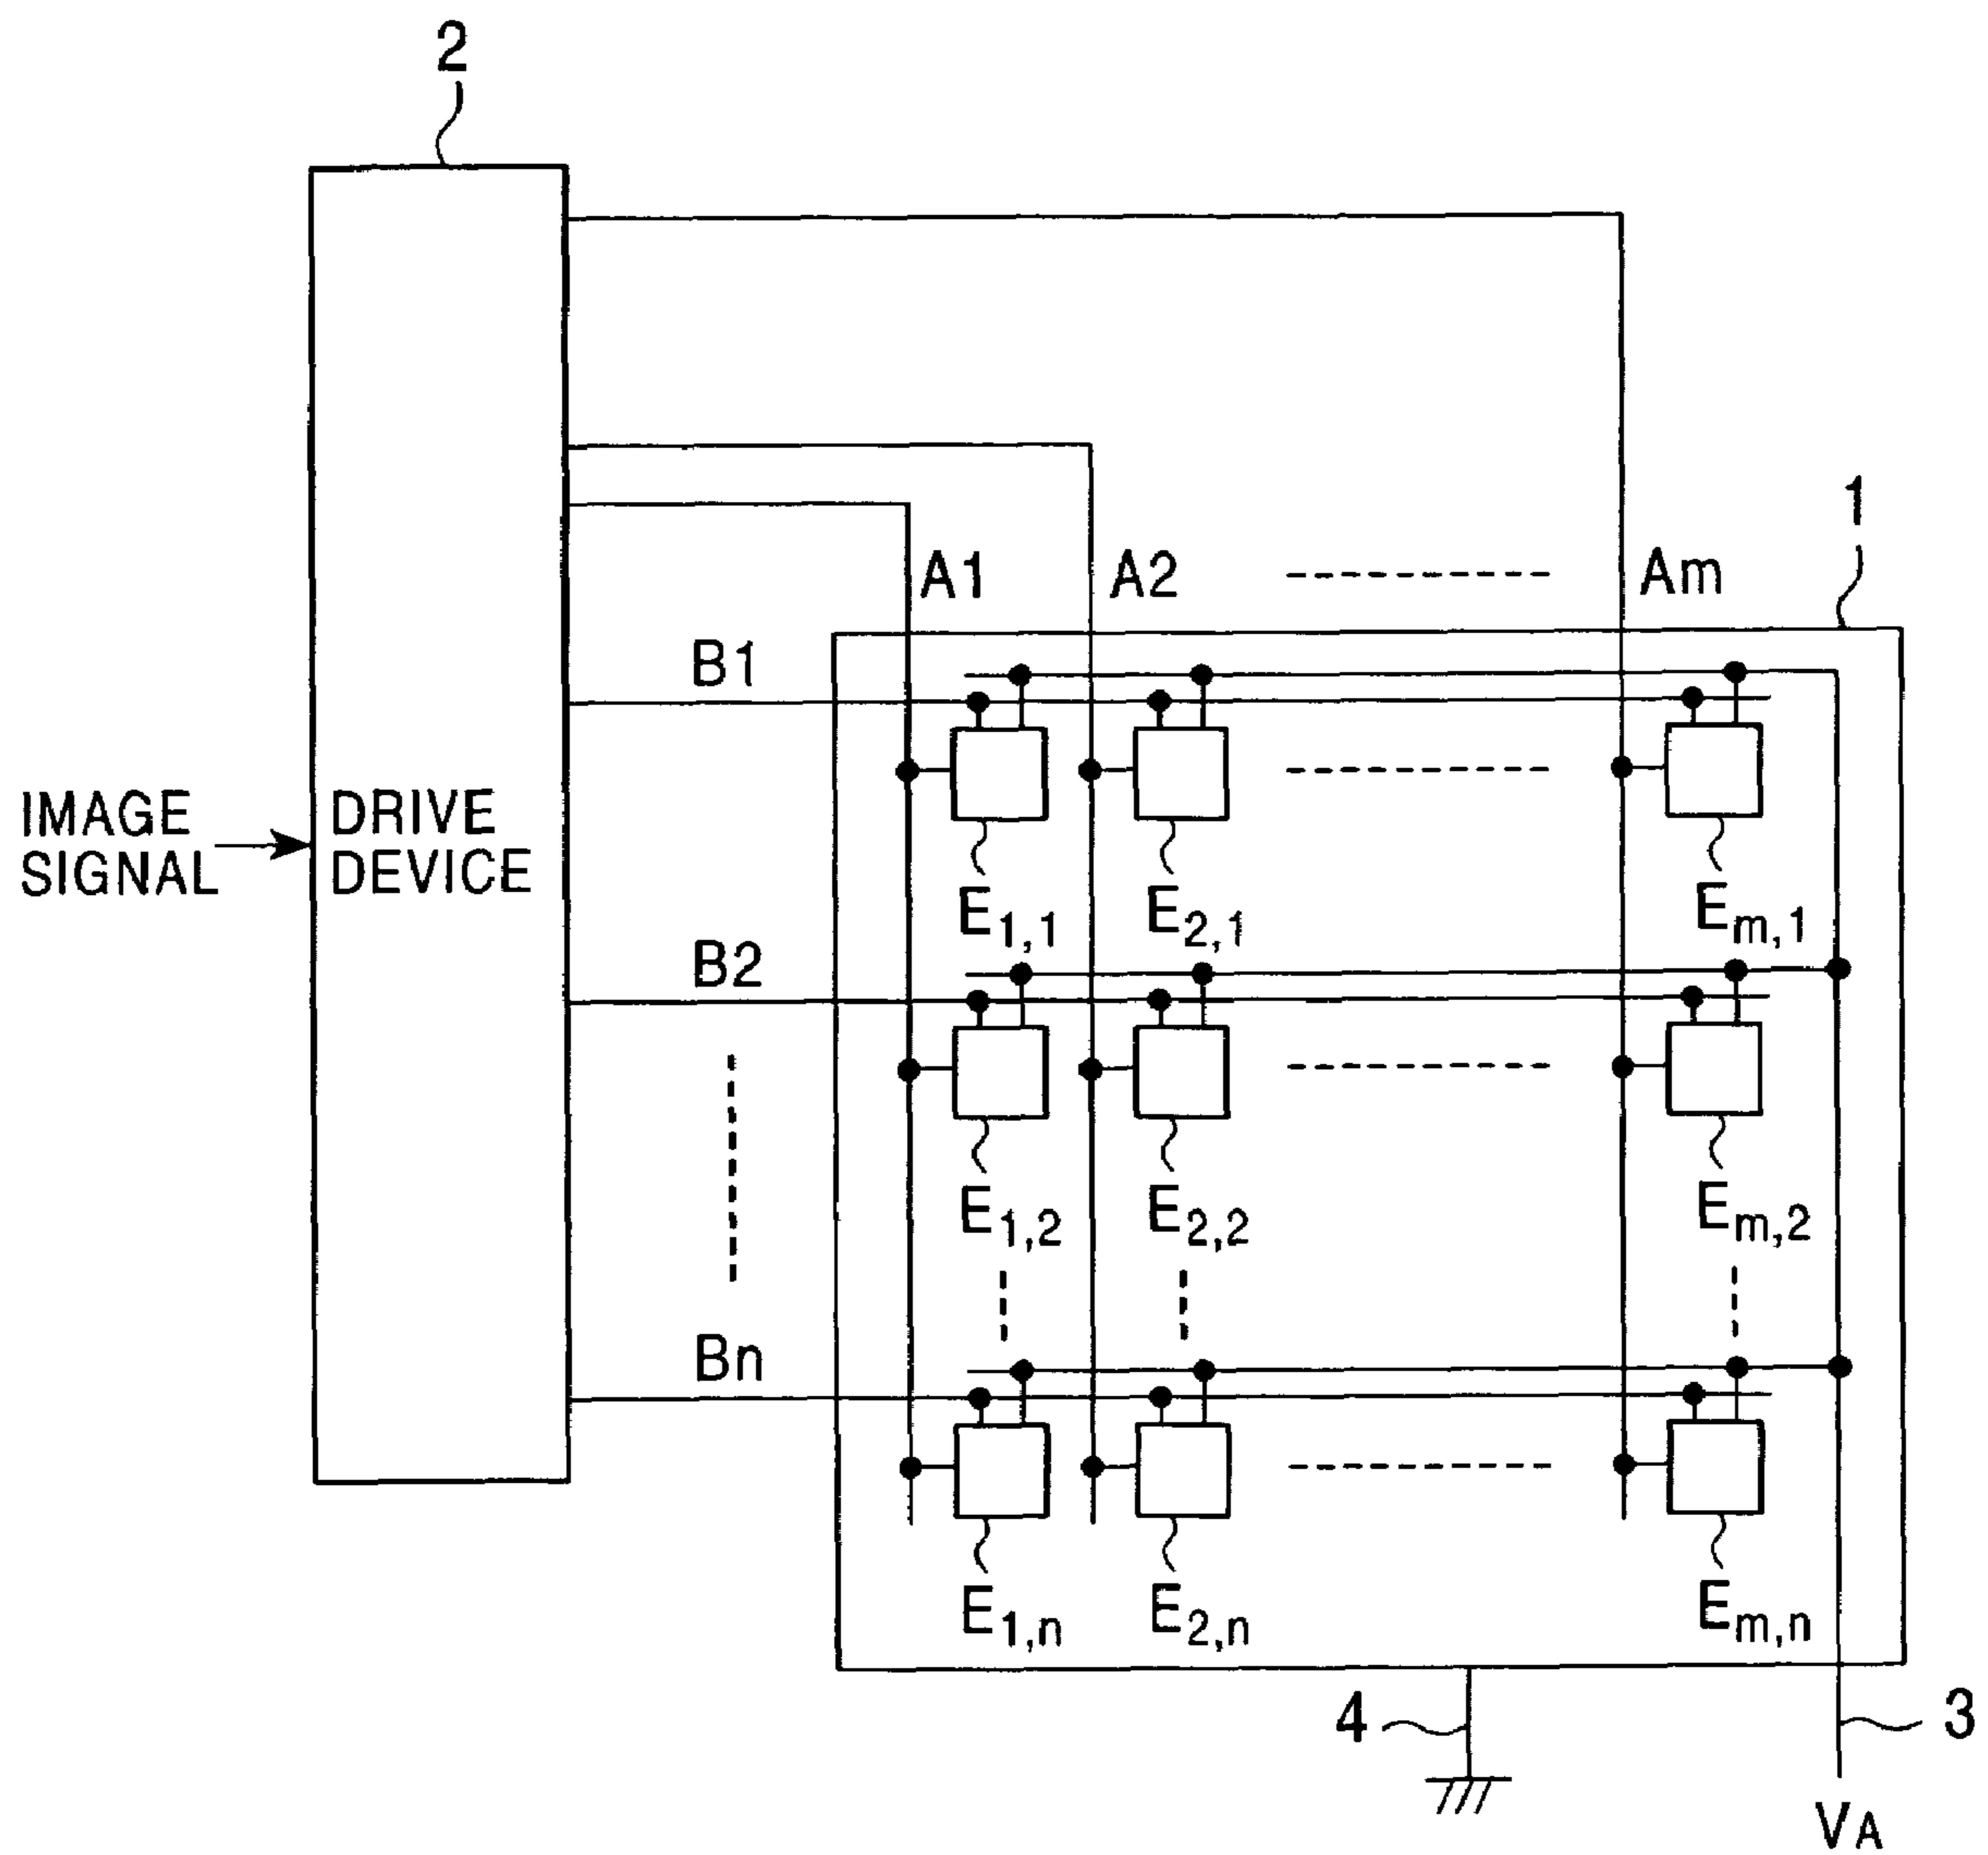 2
1
A1 A2 Am
B1
IMAGE
SIGNAL
DRIVE
DEVICE
E1,1 E2,1 Em,1
B2
E1,2 E2,2 Em,2
Bn
E1,n E2,n Em,n
4
3
VA